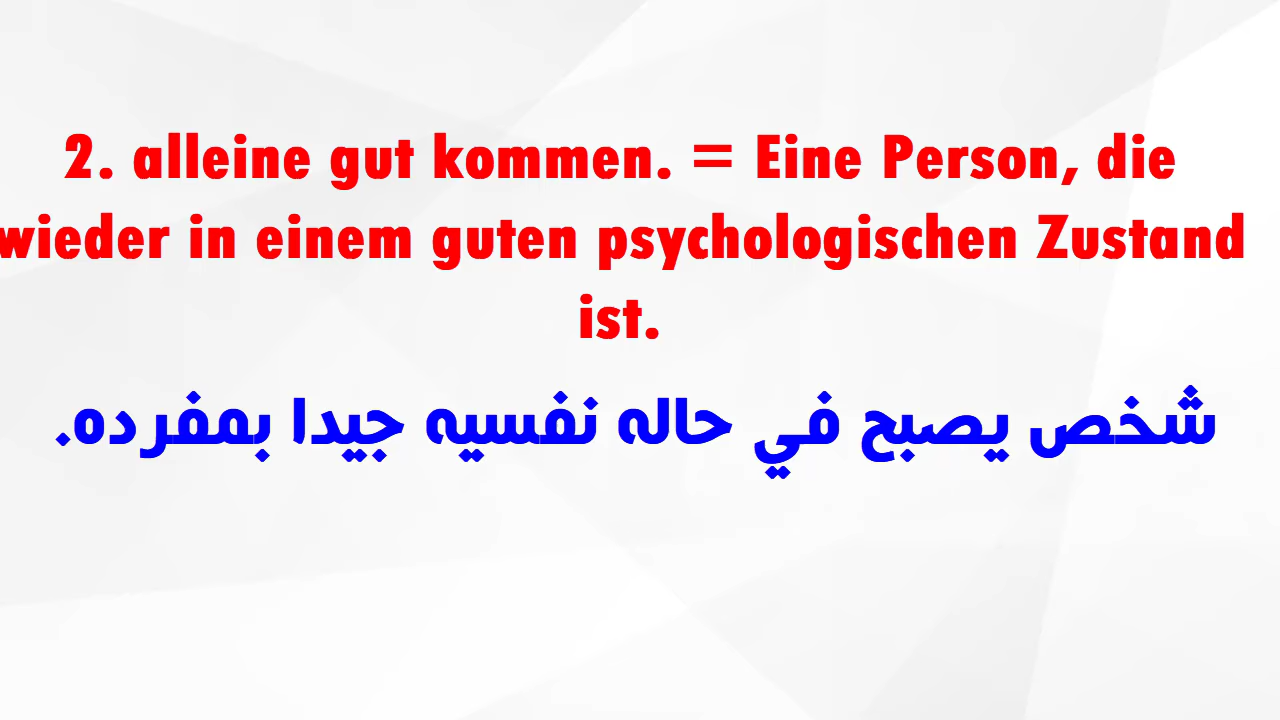 2. alleine gut kommen. = Eine Person, die
wieder in einem guten psychologischen Zustand
ist.
شخص يصبح في حاله نفسيه جيدا بمفرده.